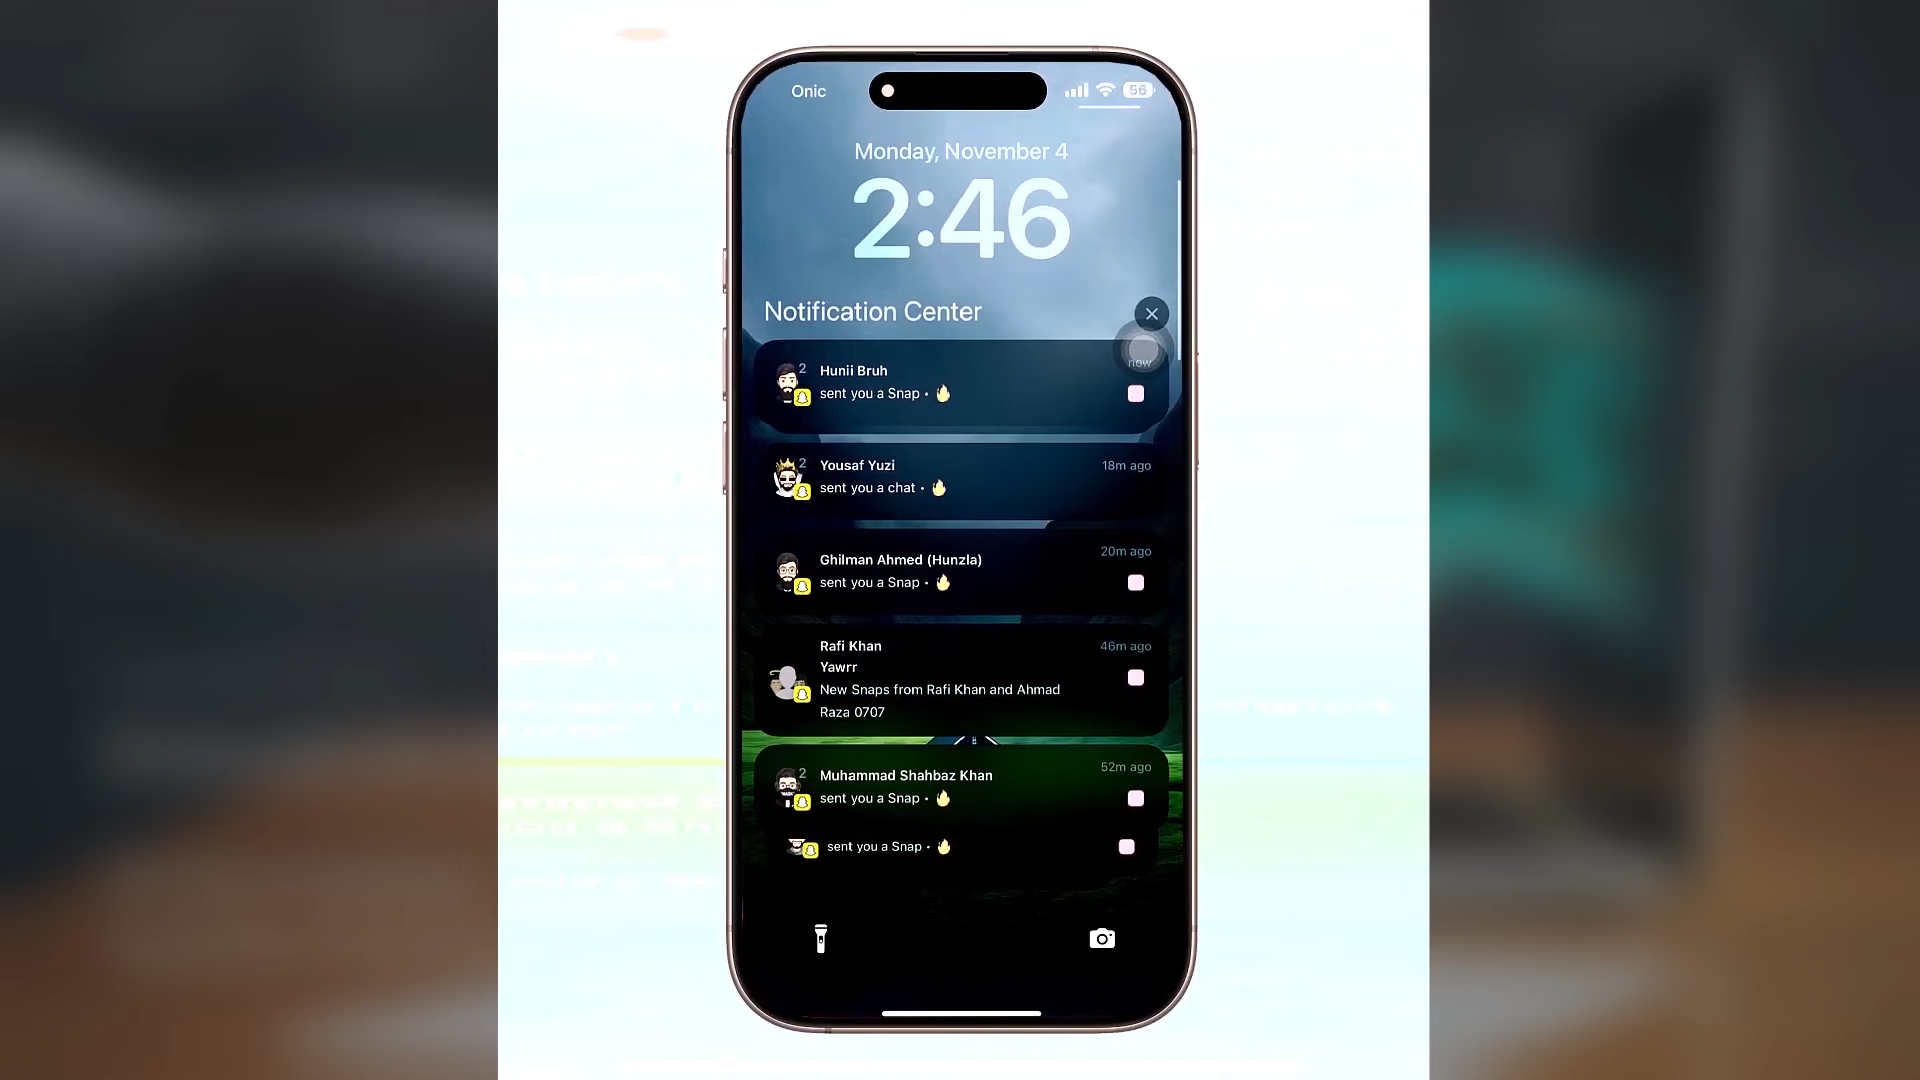 Onic
56
Monday, November 4
2:46
Notification Center
now
2
Hunii Bruh
sent you a Snap • 🔥
2
Yousaf Yuzi
18m ago
sent you a chat • 🔥
20m ago
Ghilman Ahmed (Hunzla)
sent you a Snap • 🔥
Rafi Khan
46m ago
Yawrr
New Snaps from Rafi Khan and Ahmad
Raza 0707
52m ago
2
Muhammad Shahbaz Khan
sent you a Snap • 🔥
sent you a Snap • 🔥